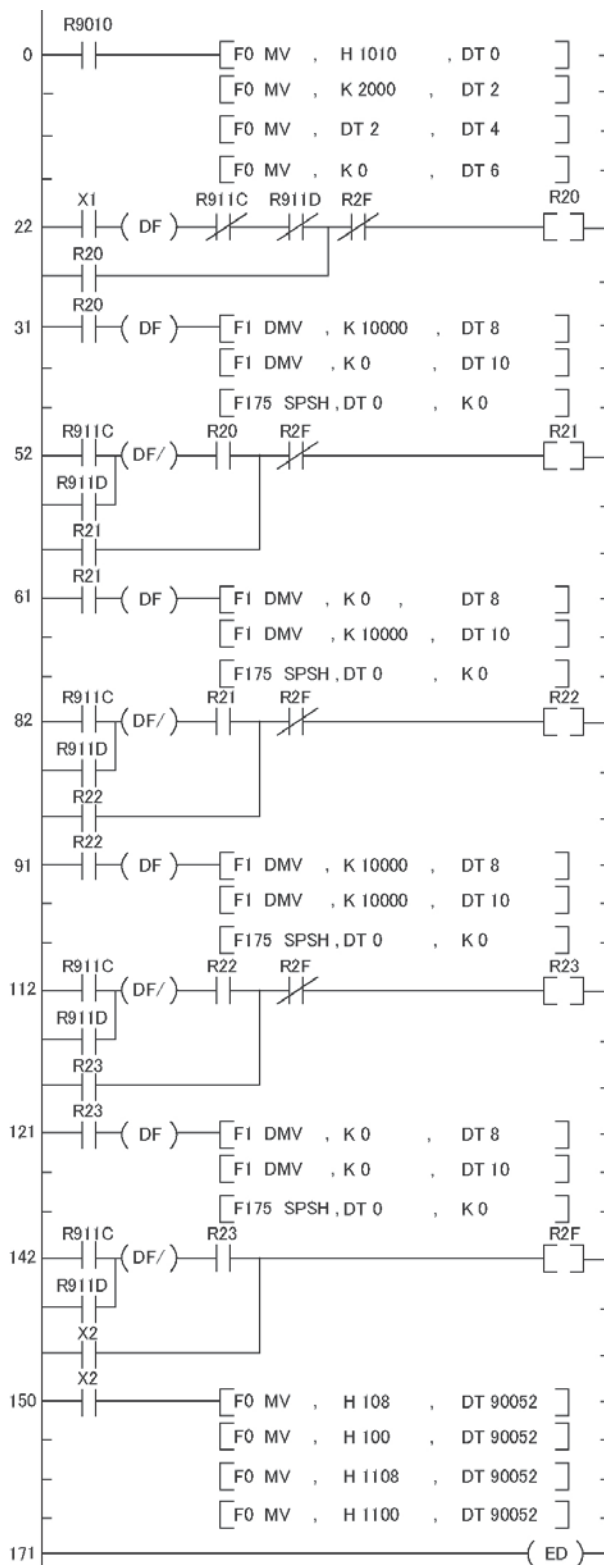 R9010
0 [F0 MV , H 1010 , DT 0 ]
[F0 MV , K 2000 , DT 2 ]
[F0 MV , DT 2 , DT 4 ]
[F0 MV , K 0 , DT 6 ]
X1 R911C R911D R2F R20
22 ( DF )
R20
R20
31 ( DF ) [F1 DMV , K 10000 , DT 8 ]
[F1 DMV , K 0 , DT 10 ]
[F175 SPSH , DT 0 , K 0 ]
R911C R20 R2F R21
52 (DF/)
R911D
R21
R21
61 ( DF ) [F1 DMV , K 0 , DT 8 ]
[F1 DMV , K 10000 , DT 10 ]
[F175 SPSH , DT 0 , K 0 ]
R911C R21 R2F R22
82 (DF/)
R911D
R22
R22
91 ( DF ) [F1 DMV , K 10000 , DT 8 ]
[F1 DMV , K 10000 , DT 10 ]
[F175 SPSH , DT 0 , K 0 ]
R911C R22 R2F R23
112 (DF/)
R911D
R23
R23
121 ( DF ) [F1 DMV , K 0 , DT 8 ]
[F1 DMV , K 0 , DT 10 ]
[F175 SPSH , DT 0 , K 0 ]
R911C R23 R2F
142 (DF/)
R911D
X2
X2
150 [F0 MV , H 108 , DT 90052 ]
[F0 MV , H 100 , DT 90052 ]
[F0 MV , H 1108 , DT 90052 ]
[F0 MV , H 1100 , DT 90052 ]
171 ( ED )